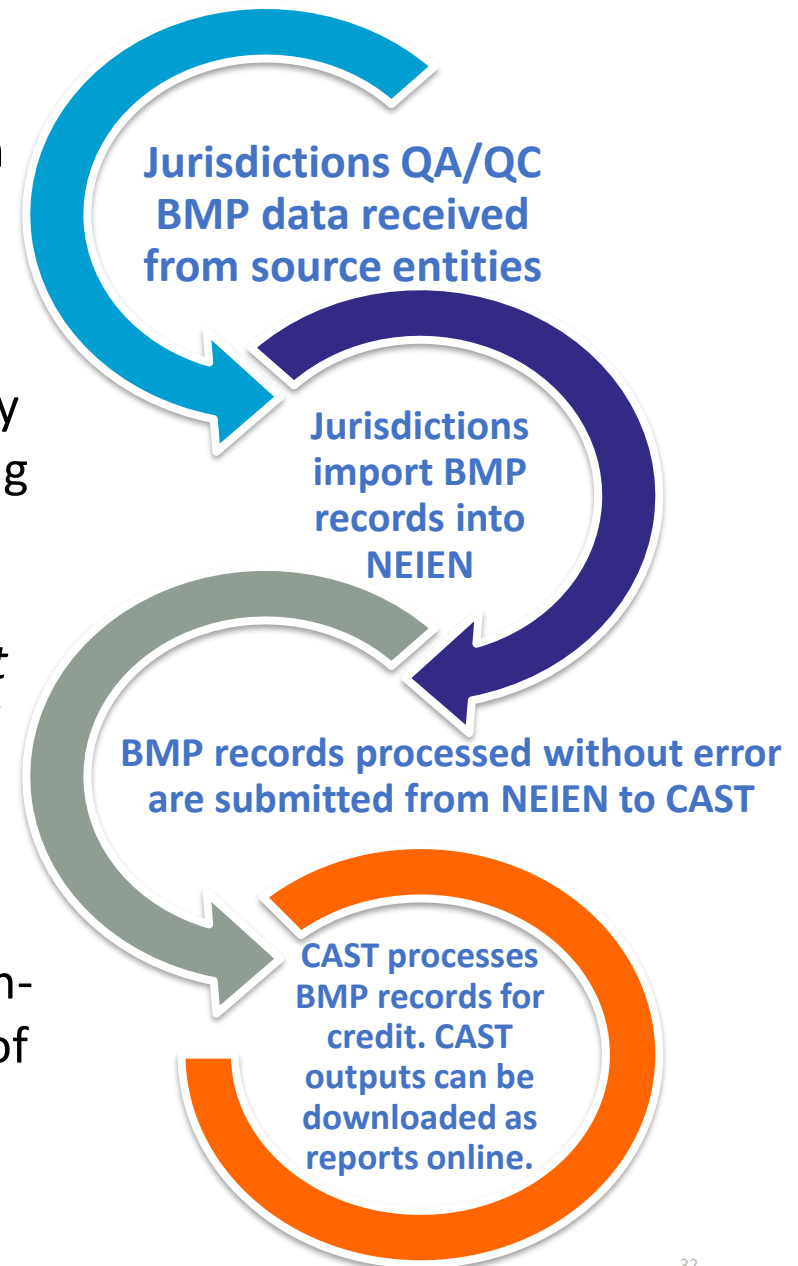 Jurisdictions QA/QC
BMP data received
from source entities
Jurisdictions
import BMP
records into
NEIEN
BMP records processed without error
are submitted from NEIEN to CAST
CAST processes
BMP records for
credit. CAST
outputs can be
downloaded as
reports online.
n-
of
32